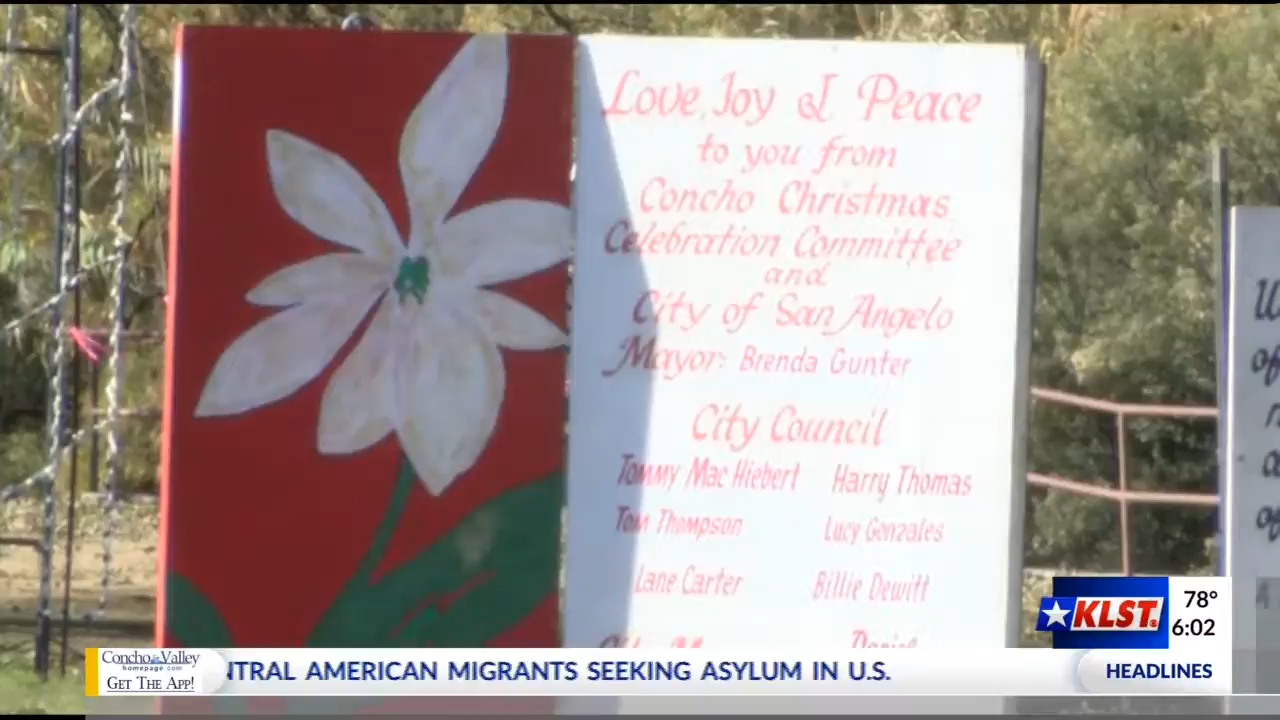 Love, Joy & Peace
to you from
Concho Christmas
Celebration Committee
and
City of San Angelo
Mayor: Brenda Gunter
City Council
Tommy Mac Hiebert Harry Thomas
Tom Thompson Lucy Gonzales
Lane Carter Billie Dewitt
Daniel
KLST
78°
6:02
Concho Valley
homepage.com
GET THE APP!
NTRAL AMERICAN MIGRANTS SEEKING ASYLUM IN U.S.
HEADLINES